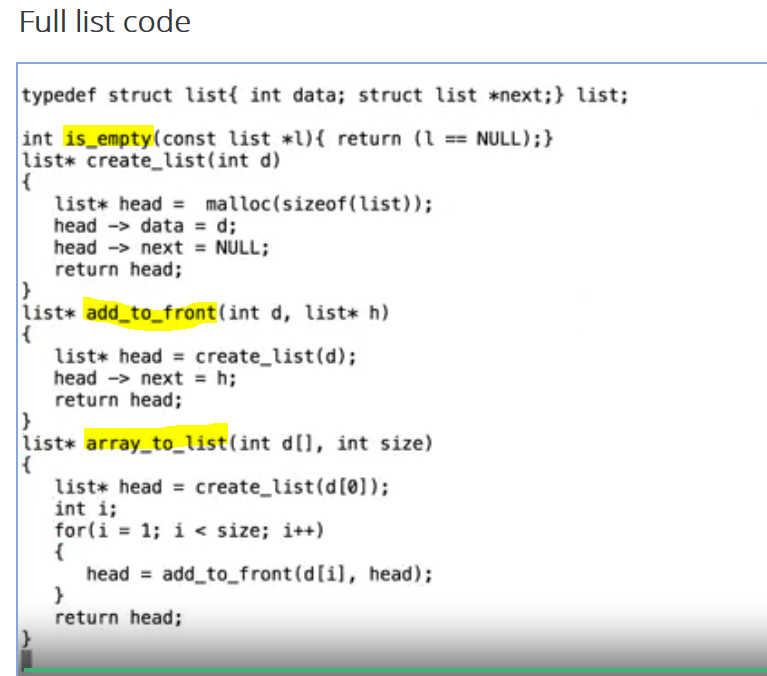 Full list code
typedef struct list{ int data; struct list *next;} list;
int is_empty(const list *l){ return (l == NULL);}
list* create_list(int d)
{
list* head =  malloc(sizeof(list));
head -> data = d;
head -> next = NULL;
return head;
}
list* add_to_front(int d, list* h)
{
list* head = create_list(d);
head -> next = h;
return head;
}
list* array_to_list(int d[], int size)
{
list* head = create_list(d[0]);
int i;
for(i = 1; i < size; i++)
{
head = add_to_front(d[i], head);
}
return head;
}